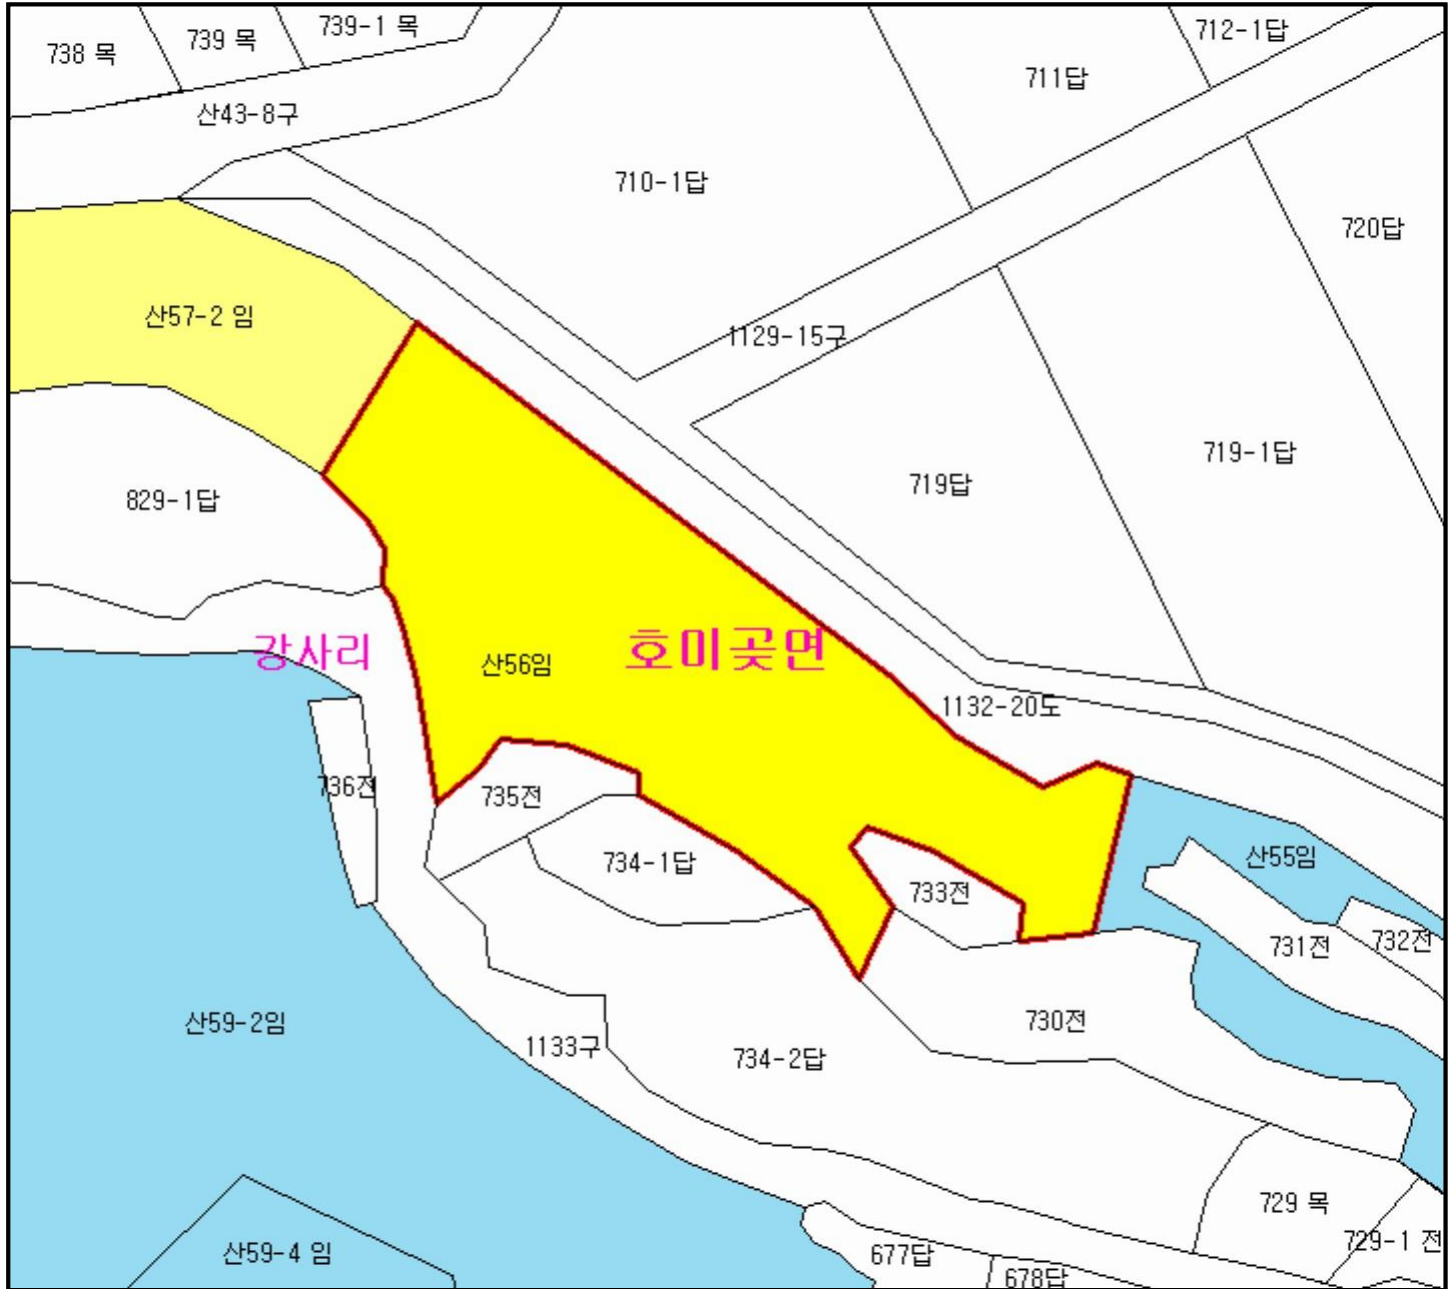 738 목
739 목
739-1 목
712-1답
711답
산43-8구
710-1답
720답
산57-2 임
1129-15구
719-1답
719답
829-1답
강사리
호미곶면
산56임
1132-20도
736전
735전
734-1답
산55임
733전
731전
732전
산59-2임
730전
1133구
734-2답
729 목
729-1 전
산59-4 임
677답
678답